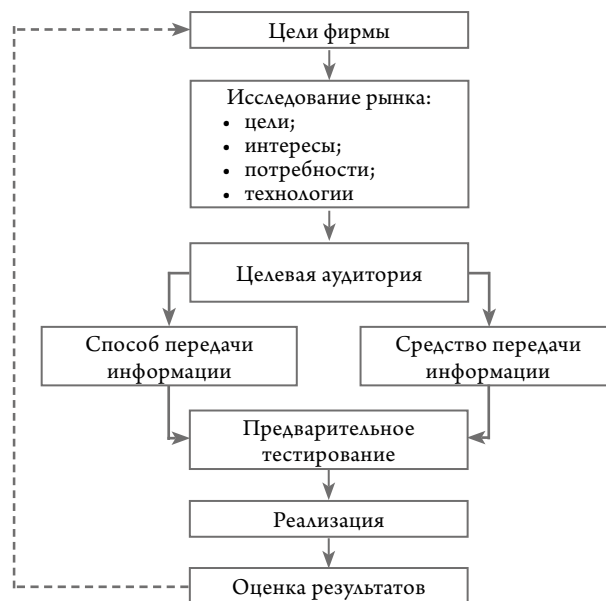 Цели фирмы
Исследование рынка:
• цели;
• интересы;
• потребности;
• технологии
Целевая аудитория
Способ передачи
информации
Средство передачи
информации
Предварительное
тестирование
Реализация
Оценка результатов